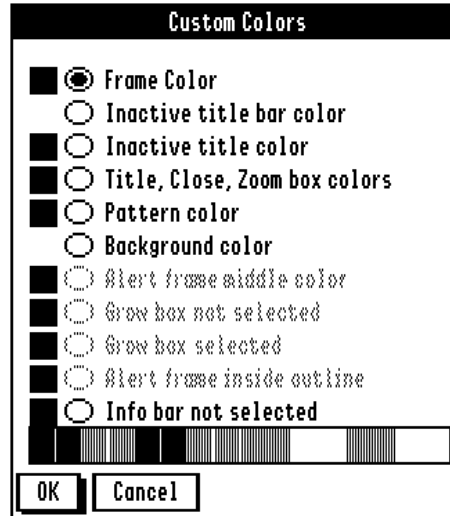 Custom Colors
Frame Color
Inactive title bar color
Inactive title color
Title, Close, Zoom box colors
Pattern color
Background color
Alert frame middle color
Grow box not selected
Grow box selected
Alert frame inside outline
Info bar not selected
OK Cancel